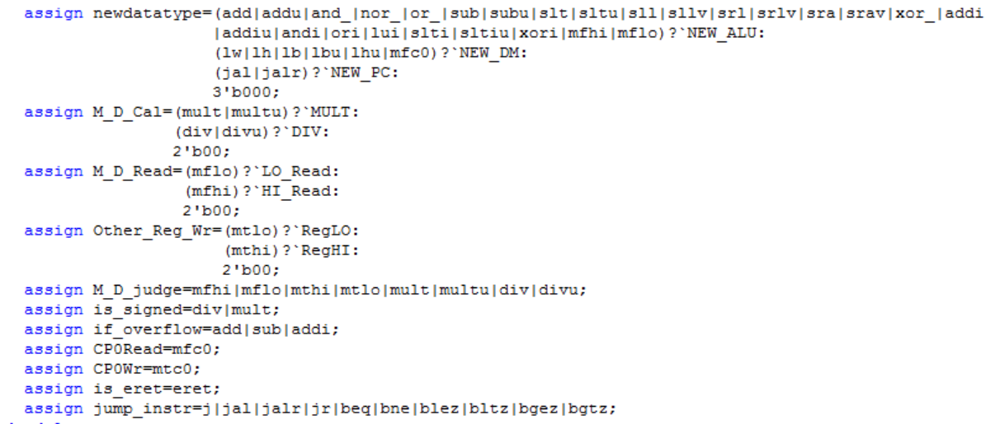 assign newdatatype=(add|addu|and_|nor_|or_|sub|subu|slt|sltu|sll|sllv|srl|srlv|sra|srav|xor_|addi
|addiu|andi|ori|lui|slti|sltiu|xori|mfhi|mflo)?`NEW_ALU:
(lw|lh|lb|lbu|lhu|mfc0)?`NEW_DM:
(jal|jalr)?`NEW_PC:
3'b000;
assign M_D_Cal=(mult|multu)?`MULT:
(div|divu)?`DIV:
2'b00;
assign M_D_Read=(mflo)?`LO_Read:
(mfhi)?`HI_Read:
2'b00;
assign Other_Reg_Wr=(mtlo)?`RegLO:
(mthi)?`RegHI:
2'b00;
assign M_D_judge=mfhi|mflo|mthi|mtlo|mult|multu|div|divu;
assign is_signed=div|mult;
assign if_overflow=add|sub|addi;
assign CP0Read=mfc0;
assign CP0Wr=mtc0;
assign is_eret=eret;
assign jump_instr=j|jal|jalr|jr|beq|bne|blez|bltz|bgez|bgtz;